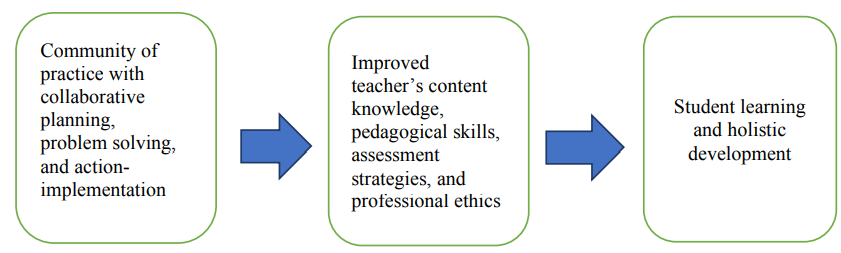 Community of
practice with
collaborative
planning,
problem solving,
and action-
implementation
Improved
teacher’s content
knowledge,
pedagogical skills,
assessment
strategies, and
professional ethics
Student learning
and holistic
development